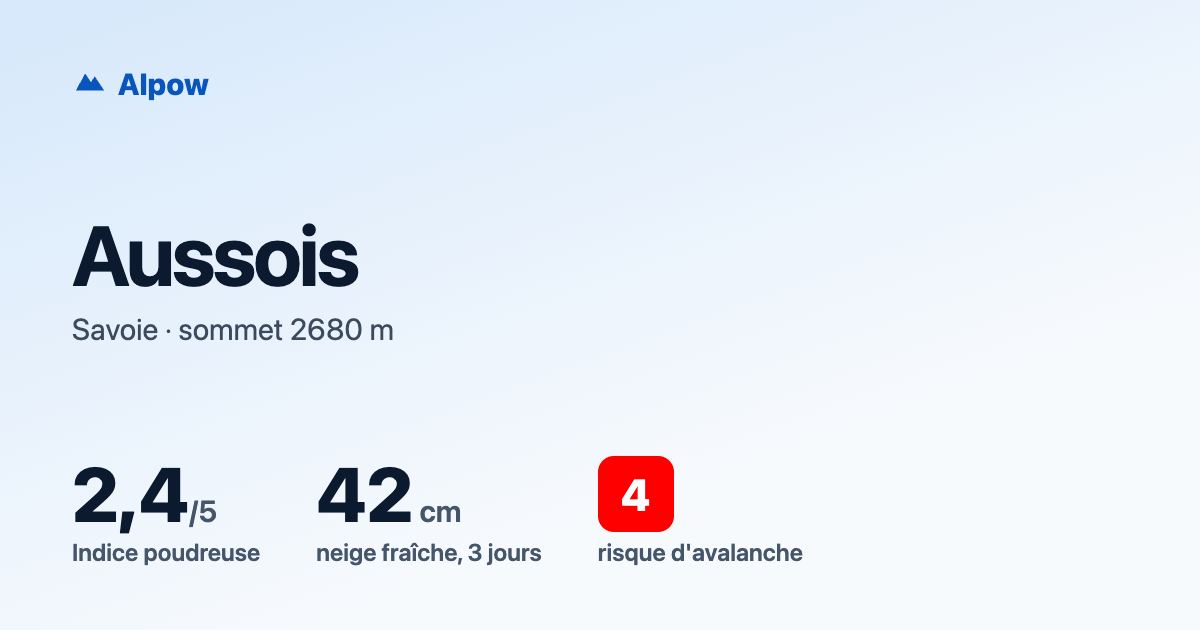 Alpow
Aussois
Savoie · sommet 2680 m
2,4/5
Indice poudreuse
42 cm
neige fraîche, 3 jours
4
risque d'avalanche